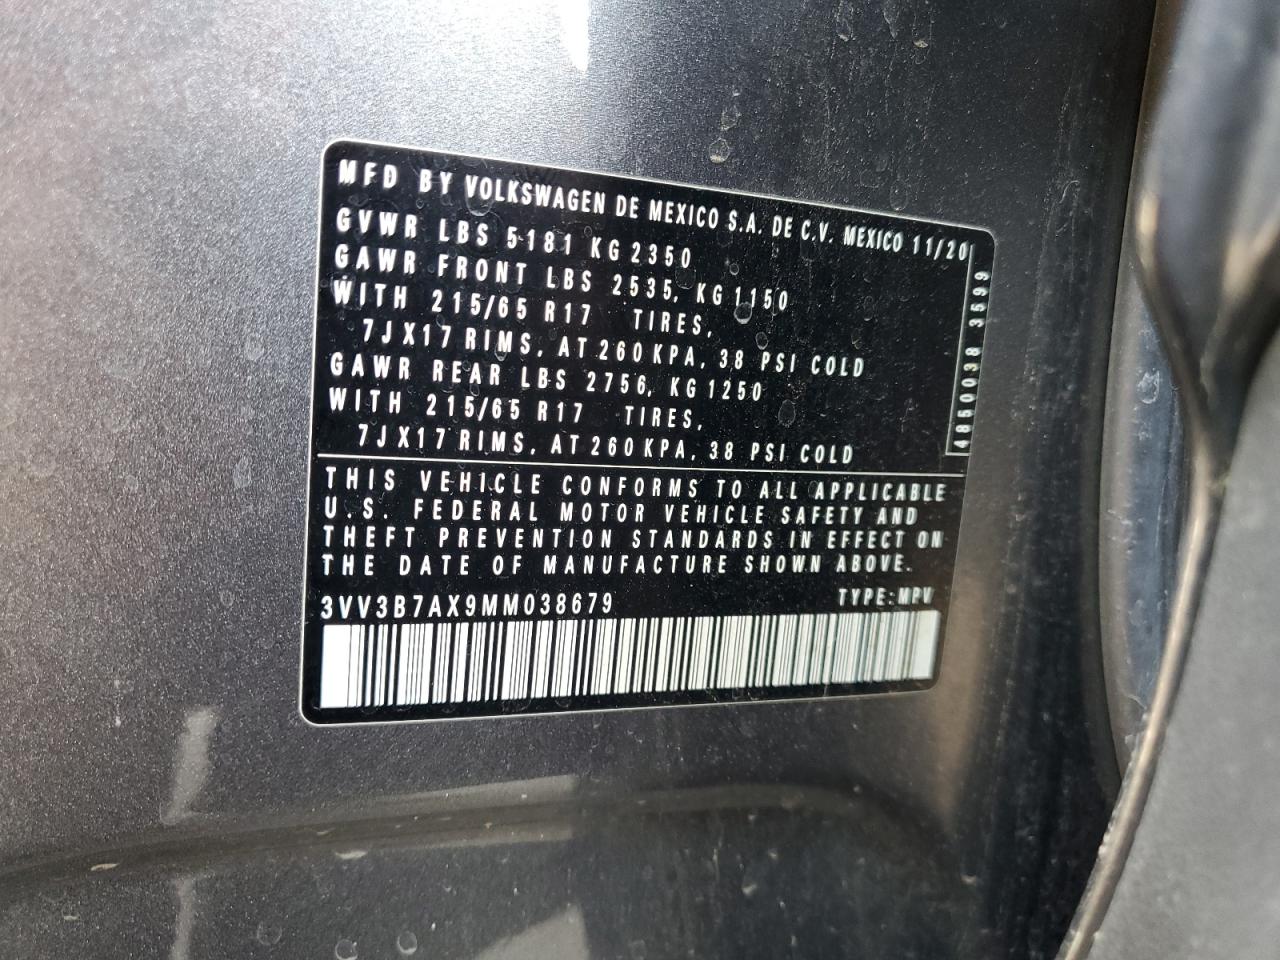 MFD BY VOLKSWAGEN DE MEXICO S.A. DE C.V. MEXICO 11/20
GVWR LBS 5181 KG 2350
GAWR FRONT LBS 2535, KG 1150
WITH 215/65 R17 TIRES,
7JX17 RIMS, AT 260 KPA, 38 PSI COLD
GAWR REAR LBS 2756, KG 1250
WITH 215/65 R17 TIRES,
7JX17 RIMS, AT 260 KPA, 38 PSI COLD
4850038 3599
THIS VEHICLE CONFORMS TO ALL APPLICABLE
U.S. FEDERAL MOTOR VEHICLE SAFETY AND
THEFT PREVENTION STANDARDS IN EFFECT ON
THE DATE OF MANUFACTURE SHOWN ABOVE.
3VV3B7AX9MM038679 TYPE: MPV